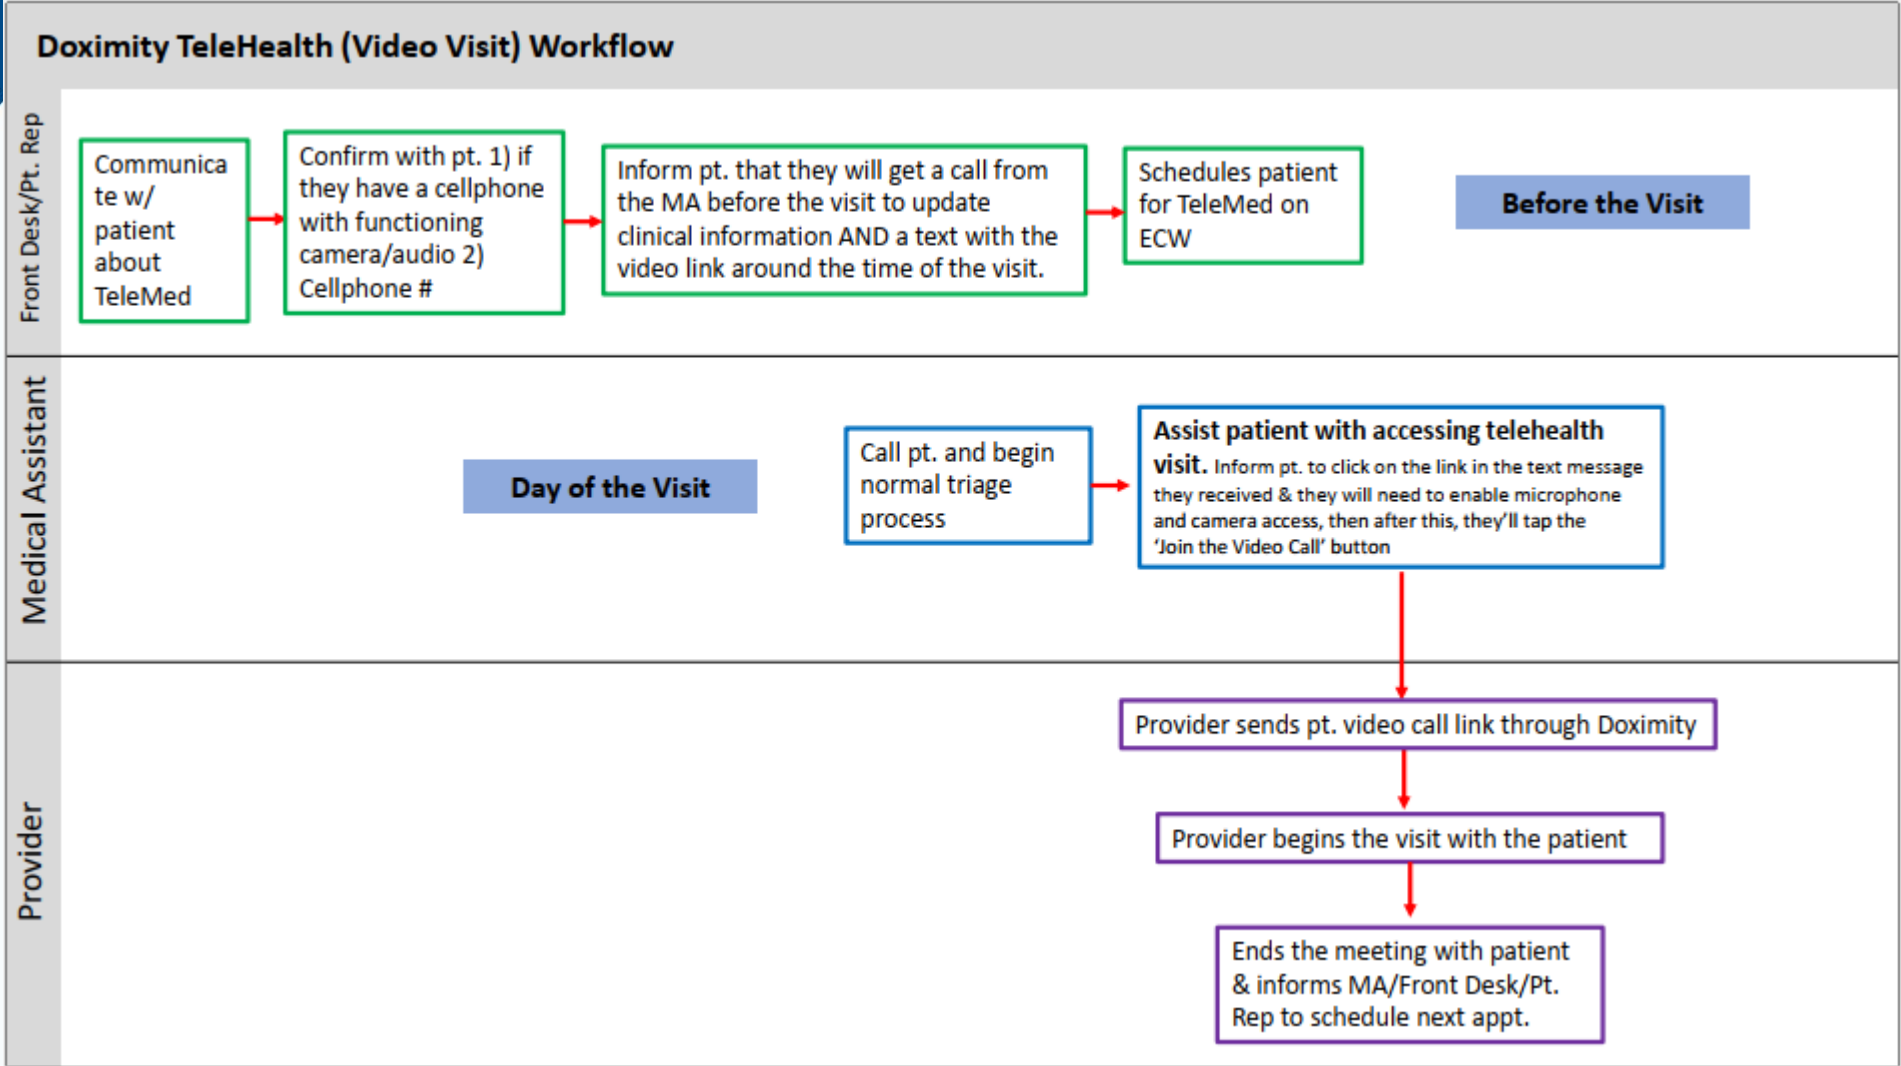 Doximity TeleHealth (Video Visit) Workflow
Front Desk/Pt. Rep
Communica
te w/
patient
about
TeleMed
Confirm with pt. 1) if
they have a cellphone
with functioning
camera/audio 2)
Cellphone #
Inform pt. that they will get a call from
the MA before the visit to update
clinical information AND a text with the
video link around the time of the visit.
Schedules patient
for TeleMed on
ECW
Before the Visit
Medical Assistant
Day of the Visit
Call pt. and begin
normal triage
process
Assist patient with accessing telehealth
visit. Inform pt. to click on the link in the text message
they received & they will need to enable microphone
and camera access, then after this, they’ll tap the
‘Join the Video Call’ button
Provider
Provider sends pt. video call link through Doximity
Provider begins the visit with the patient
Ends the meeting with patient
& informs MA/Front Desk/Pt.
Rep to schedule next appt.